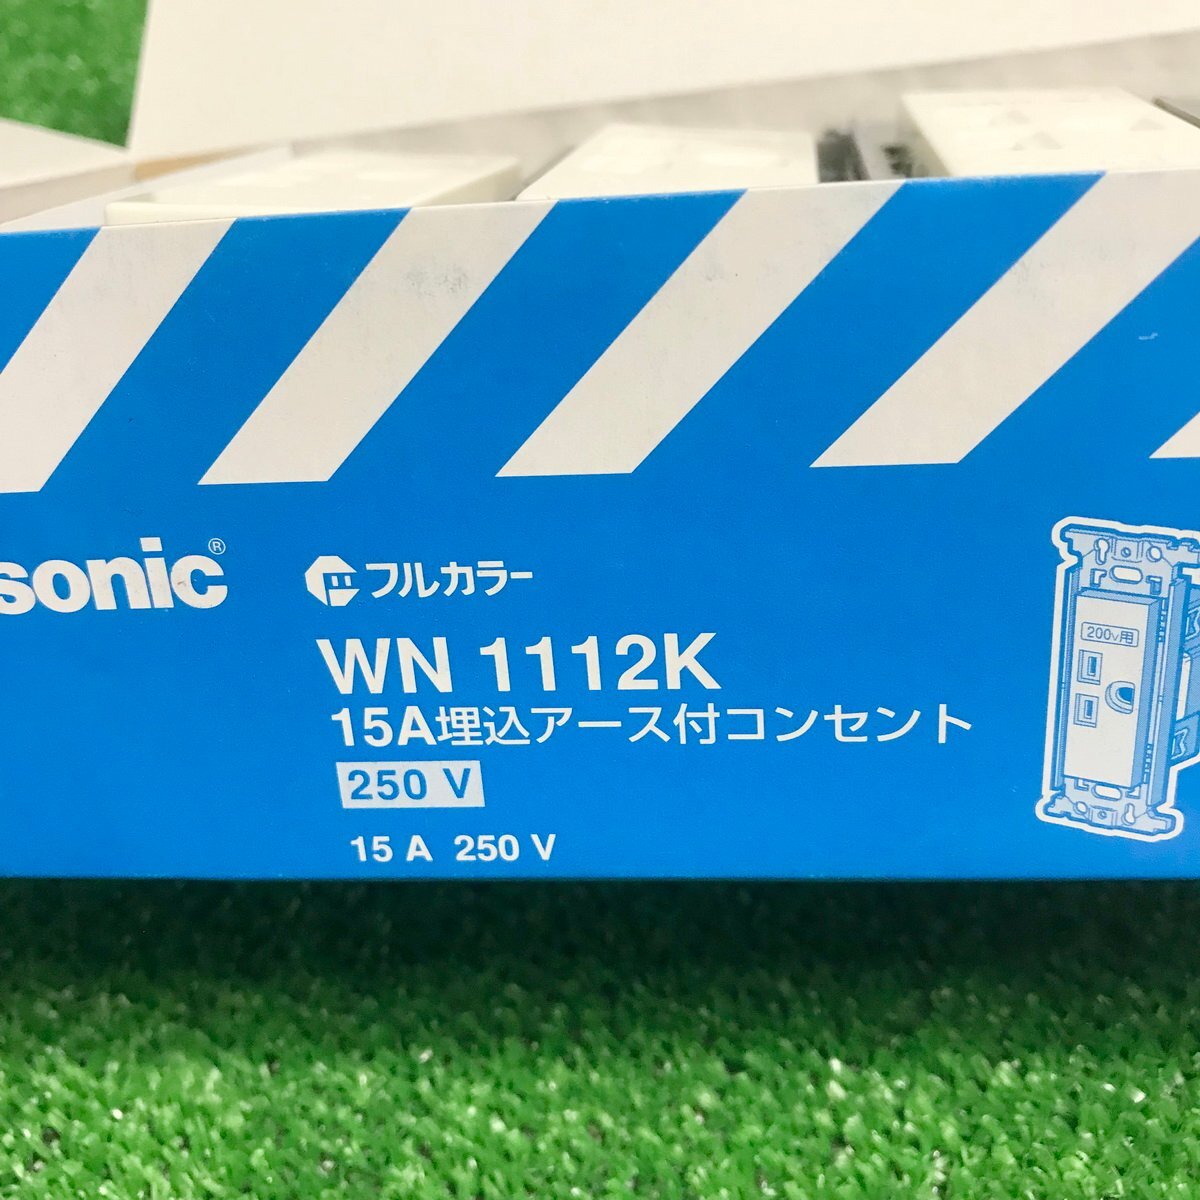 sonic®
フルカラー
WN 1112K
15A埋込アース付コンセント
250 V
15 A 250 V
200V用